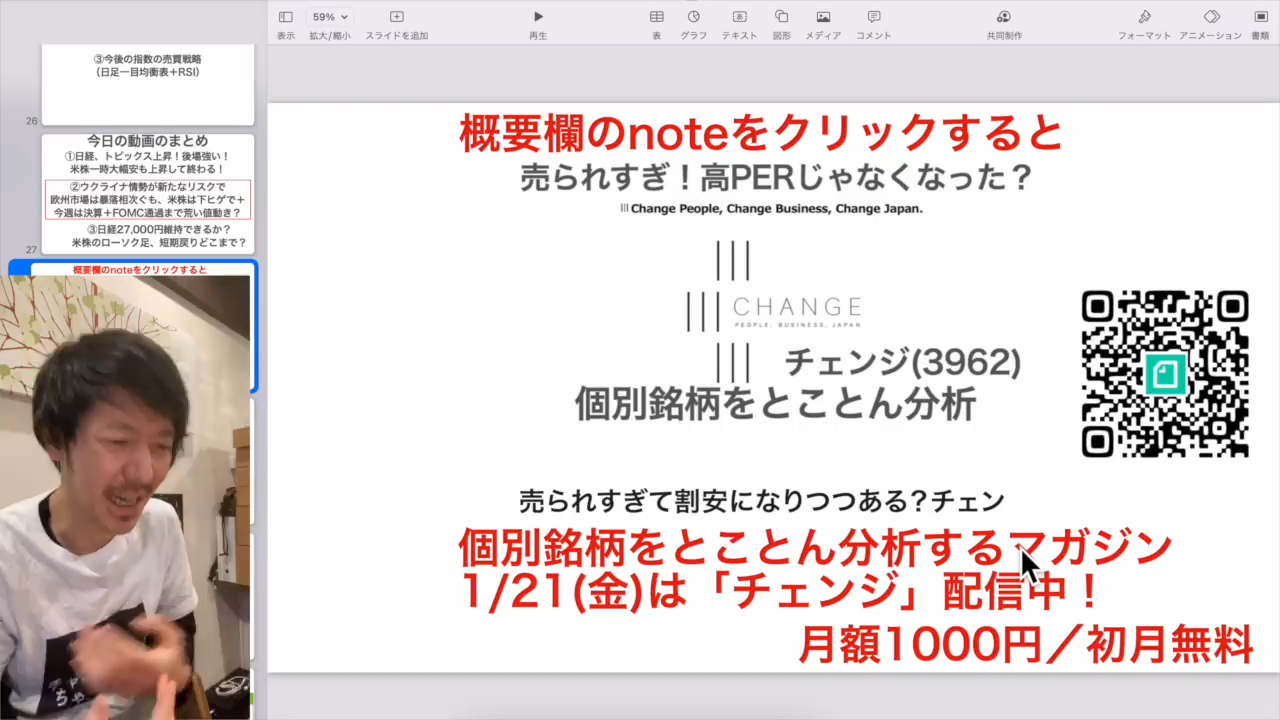 59%
表示
拡大/縮小
スライドを追加
再生
表
グラフ
テキスト
図形
メディア
コメント
共同制作
フォーマット
アニメーション
書類
③今後の指数の売買戦略
(日足一目均衡表+RSI)
26
今日の動画のまとめ
①日経、トピックス上昇！後場強い！
米株一時大幅安も上昇して終わる！
②ウクライナ情勢が新たなリスクで
欧州市場は暴落相次ぐも、米株は下ヒゲで+
今週は決算+FOMC通過まで荒い値動き？
③日経27,000円維持できるか？
米株のローソク足、短期戻りどこまで？
27
概要欄のnoteをクリックすると
概要欄のnoteをクリックすると
売られすぎ！高PERじゃなくなった？
Change People, Change Business, Change Japan.
CHANGE
PEOPLE, BUSINESS, JAPAN
チェンジ(3962)
個別銘柄をとことん分析
売られすぎて割安になりつつある？チェン
個別銘柄をとことん分析するマガジン
1/21(金)は「チェンジ」配信中！
月額1000円／初月無料